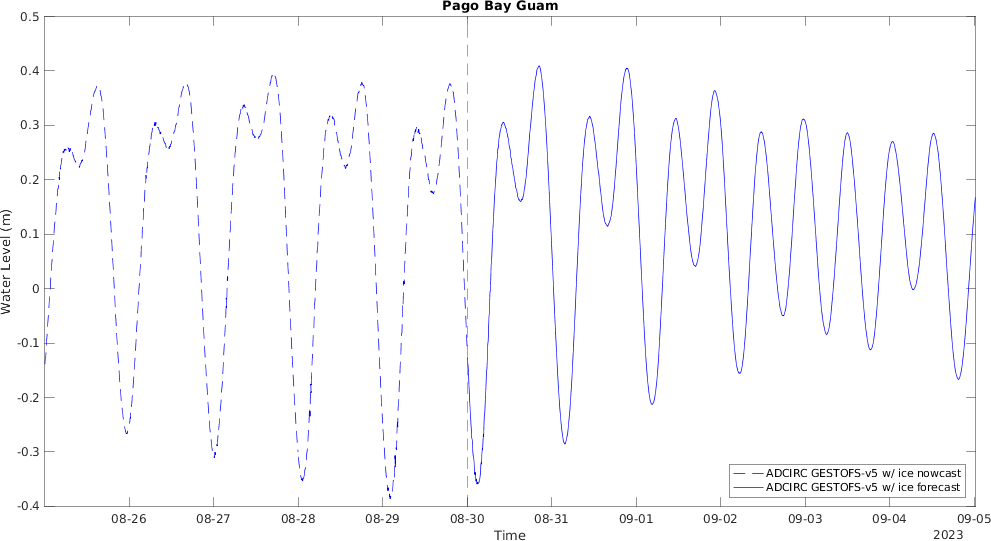 Pago Bay Guam
0.5
0.4
0.3
0.2
0.1
0
-0.1
-0.2
-0.3
-0.4
Water Level (m)
ADCIRC GESTOFS-v5 w/ ice nowcast
ADCIRC GESTOFS-v5 w/ ice forecast
08-26 08-27 08-28 08-29 08-30 08-31 09-01 09-02 09-03 09-04 09-05
Time
2023